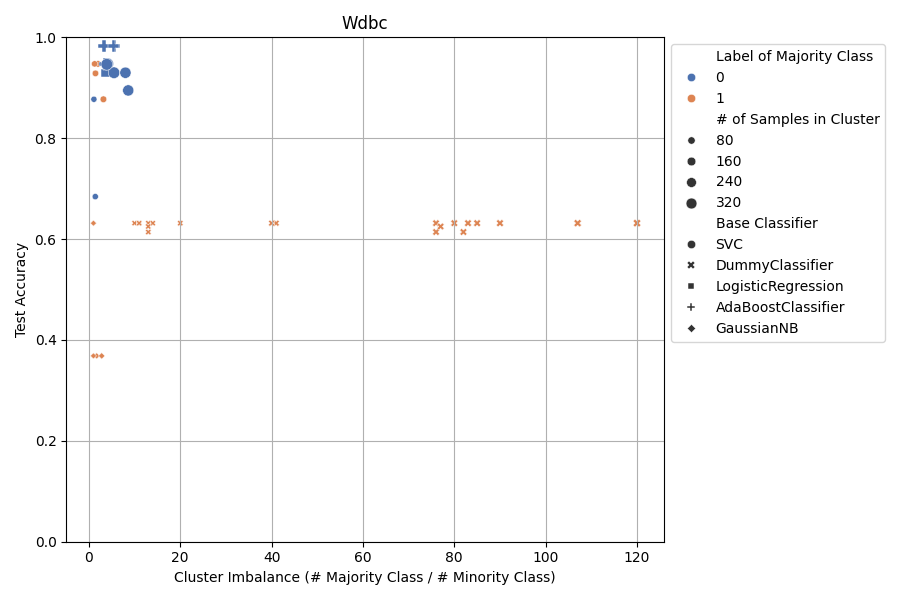 Wdbc
1.0
0.8
0.6
0.4
0.2
0.0
Test Accuracy
0 20 40 60 80 100 120
Cluster Imbalance (# Majority Class / # Minority Class)
Label of Majority Class
0
1
# of Samples in Cluster
80
160
240
320
Base Classifier
SVC
DummyClassifier
LogisticRegression
AdaBoostClassifier
GaussianNB